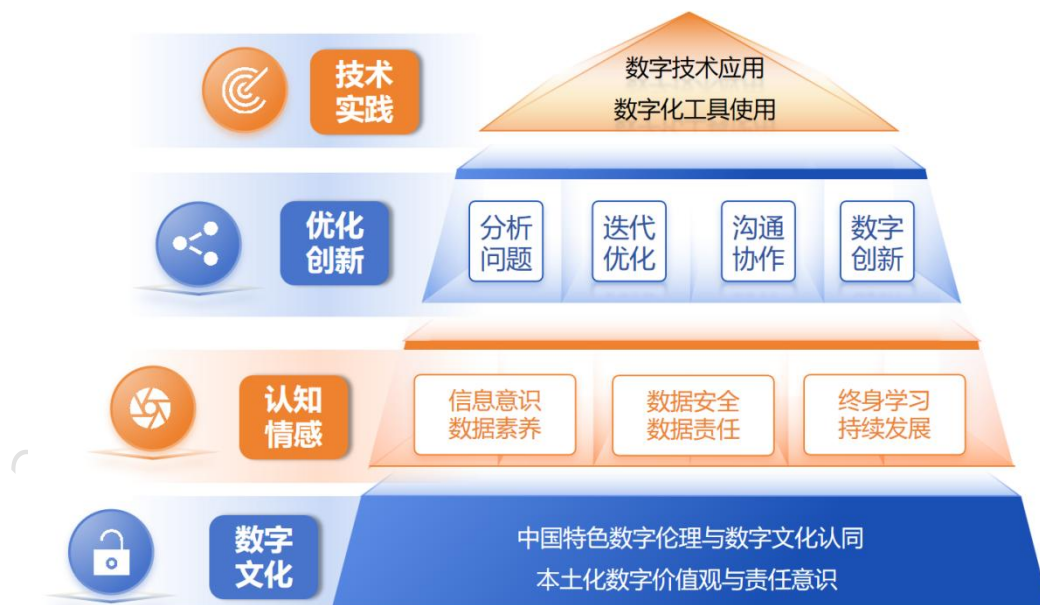 技术
实践
数字技术应用
数字化工具使用
优化
创新
分析
问题
迭代
优化
沟通
协作
数字
创新
认知
情感
信息意识
数据素养
数据安全
数据责任
终身学习
持续发展
数字
文化
中国特色数字伦理与数字文化认同
本土化数字价值观与责任意识